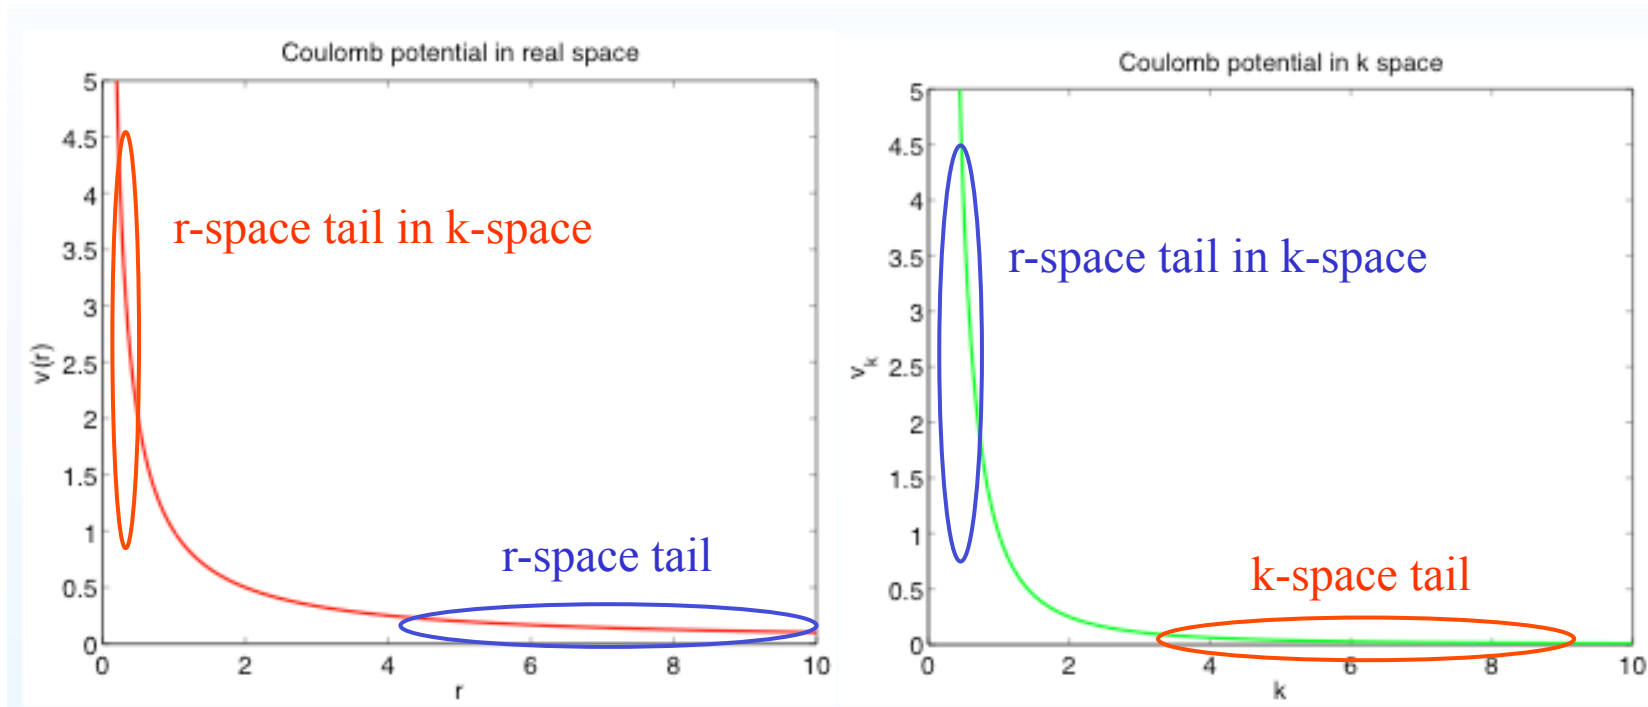 Coulomb potential in real space
5
4.5
4
3.5
3
2.5
2
1.5
1
0.5
0
v(r)
r-space tail in k-space
r-space tail
0 2 4 6 8 10
r
Coulomb potential in k space
5
4.5
4
3.5
3
2.5
2
1.5
1
0.5
0
v_k
r-space tail in k-space
k-space tail
0 2 4 6 8 10
k